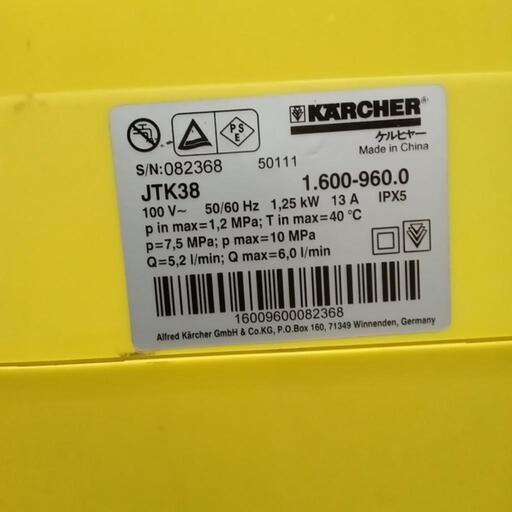 KÄRCHER®
ケルヒャー
Made in China
PS E
S/N:082368 50111
JTK38 1.600-960.0
100 V~ 50/60 Hz 1,25 kW 13 A IPX5
p in max=1,2 MPa; T in max=40 °C
p=7,5 MPa; p max=10 MPa
Q=5,2 l/min; Q max=6,0 l/min
16009600082368
Alfred Kärcher GmbH & Co.KG, P.O.Box 160, 71349 Winnenden, Germany